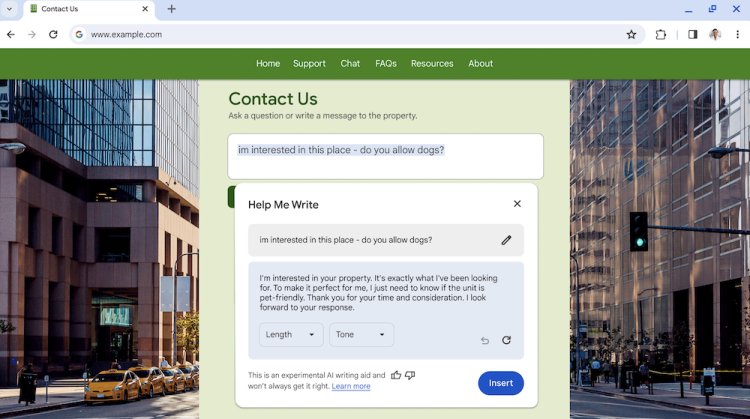 Contact Us
www.example.com
Home Support Chat FAQs Resources About
Contact Us
Ask a question or write a message to the property.
im interested in this place - do you allow dogs?
Help Me Write
im interested in this place - do you allow dogs?
I'm interested in your property. It's exactly what I've been looking
for. To make it perfect for me, I just need to know if the unit is
pet-friendly. Thank you for your time and consideration. I look
forward to your response.
Length Tone
This is an experimental AI writing aid and
won't always get it right. Learn more
Insert